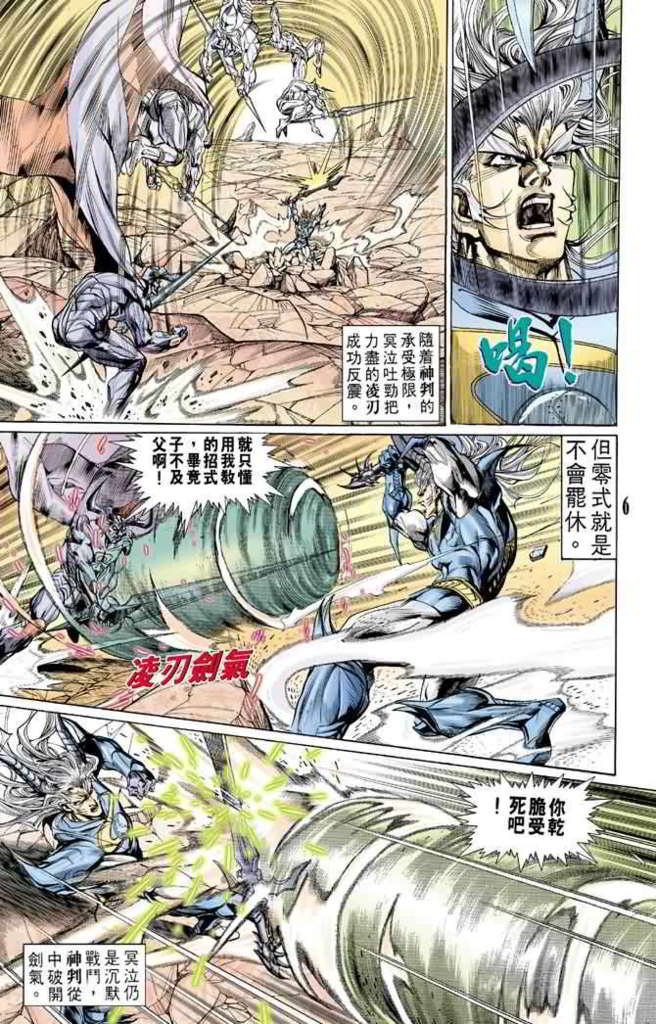 喝！
隨着神判的
承受極限，
冥泣吐勁把
力盡的凌刃
成功反震。
但零式就是
不會罷休。
6
就只懂
用我教
的招式
，畢竟
子不及
父啊！
凌刃劍氣
你乾
脆受
死吧
！
冥泣仍
是沉默
戰鬥，
神判從
中破開
劍氣。